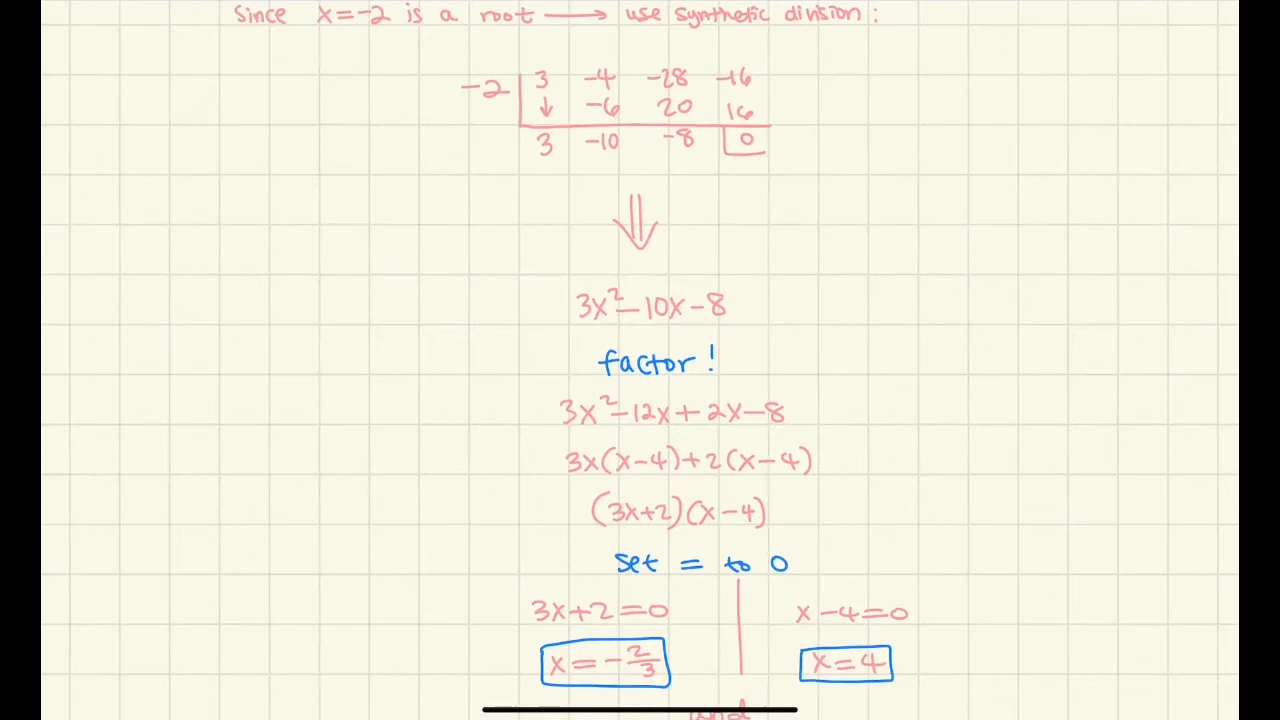 Since x=-2 is a root → use synthetic division:
-2 | 3 -4 -28 -16
↓ -6 20 16
3 -10 -8 0
⇓
3x²-10x-8
factor!
3x²-12x+2x-8
3x(x-4)+2(x-4)
(3x+2)(x-4)
set = to 0
3x+2=0 | x-4=0
x=-2/3 | x=4